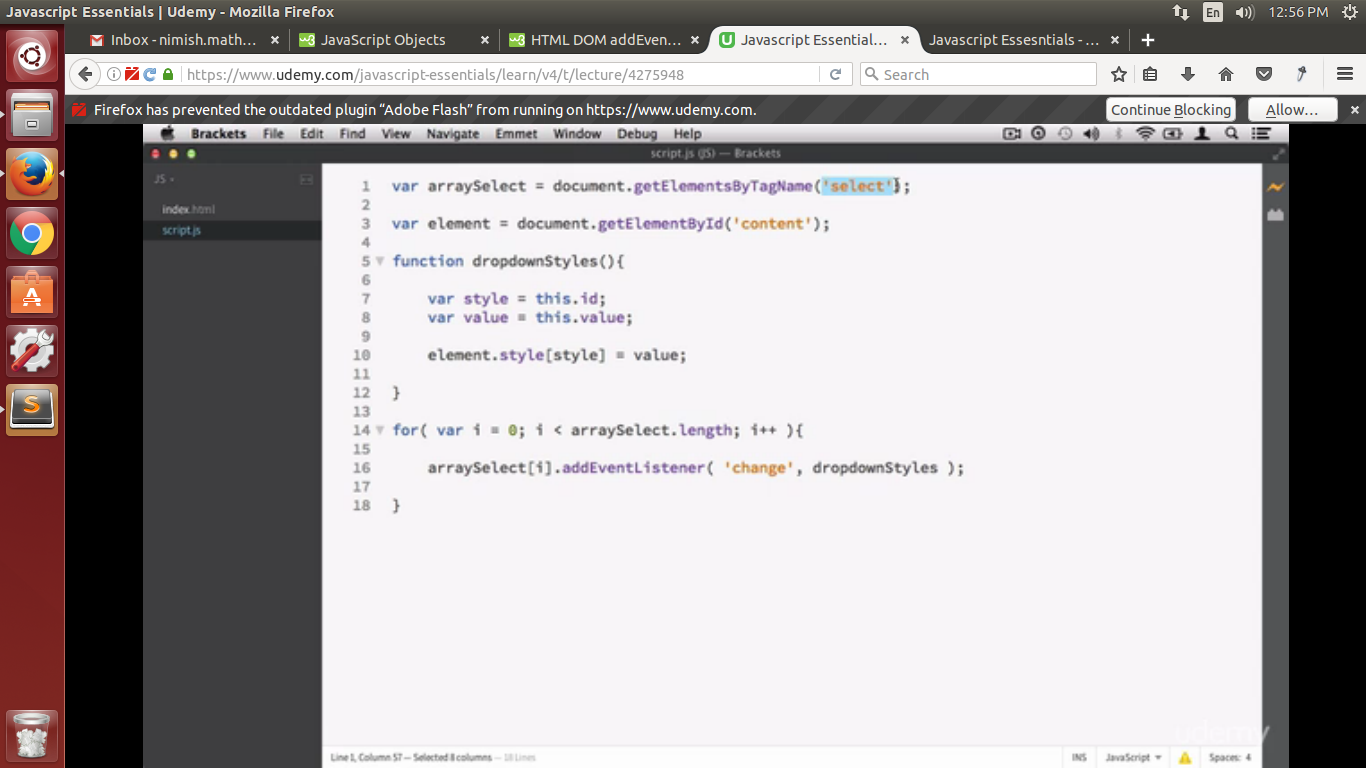 Javascript Essentials | Udemy - Mozilla Firefox
En
12:56 PM
Inbox - nimish.math...
JavaScript Objects
HTML DOM addEven...
Javascript Essential...
Javascript Essesntials - ...
https://www.udemy.com/javascript-essentials/learn/v4/t/lecture/4275948
Search
Firefox has prevented the outdated plugin “Adobe Flash” from running on https://www.udemy.com.
Continue Blocking
Allow...
Brackets File Edit Find View Navigate Emmet Window Debug Help
script.js (JS) — Brackets
JS
index.html
script.js
1 var arraySelect = document.getElementsByTagName('select');
2
3 var element = document.getElementById('content');
4
5 function dropdownStyles(){
6
7 var style = this.id;
8 var value = this.value;
9
10 element.style[style] = value;
11
12 }
13
14 for( var i = 0; i < arraySelect.length; i++ ){
15
16 arraySelect[i].addEventListener( 'change', dropdownStyles );
17
18 }
udemy
Line 1, Column 57 — Selected 8 columns — 18 Lines
INS
JavaScript
Spaces: 4